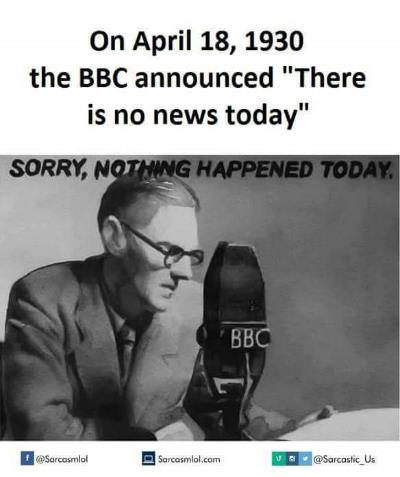 On April 18, 1930
the BBC announced "There
is no news today"
SORRY, NOTHING HAPPENED TODAY.
BBC
@Sarcasmlol
Sarcasmlol.com
@Sarcastic_Us